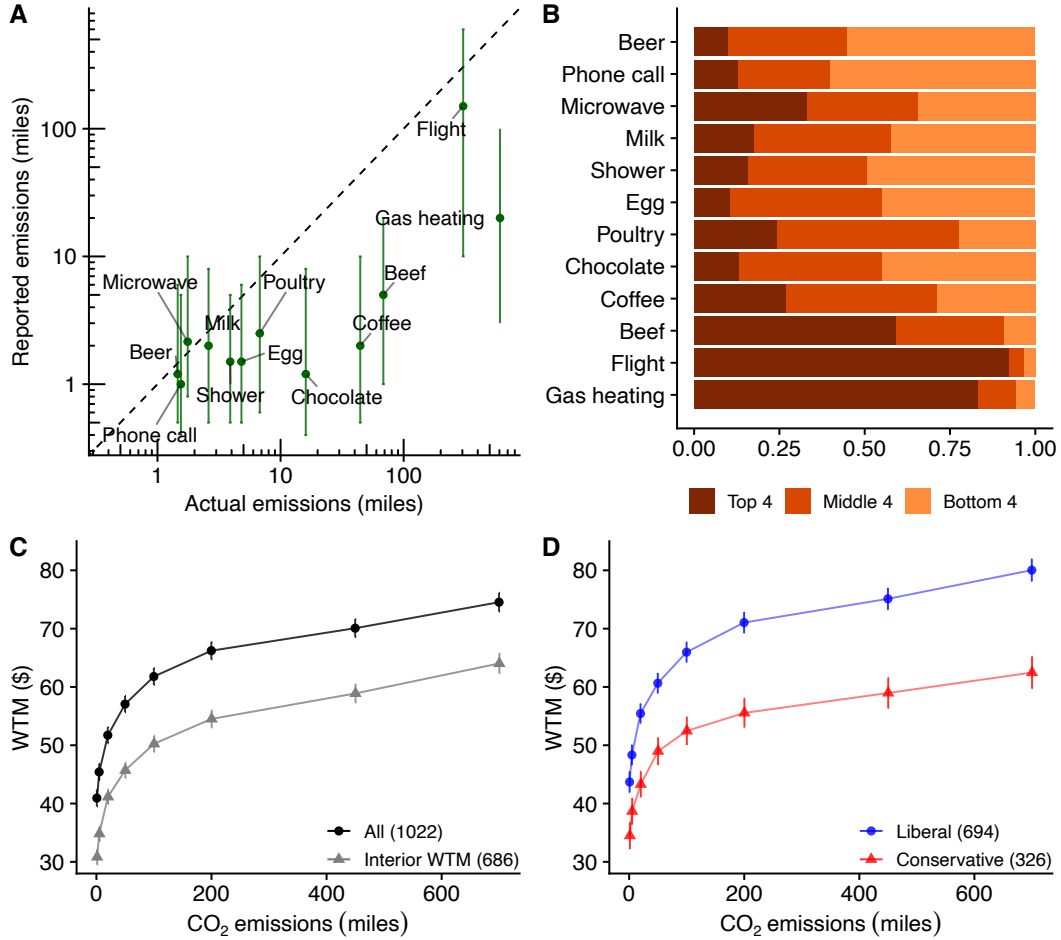 A
Reported emissions (miles)
100
10
1
Flight
Gas heating
Microwave
Poultry
Beef
Milk
Coffee
Beer
Egg
Shower
Chocolate
Phone call
1
10
100
Actual emissions (miles)
B
Beer
Phone call
Microwave
Milk
Shower
Egg
Poultry
Chocolate
Coffee
Beef
Flight
Gas heating
0.00
0.25
0.50
0.75
1.00
Top 4
Middle 4
Bottom 4
C
WTM ($)
80
70
60
50
40
30
All (1022)
Interior WTM (686)
0
200
400
600
CO₂ emissions (miles)
D
WTM ($)
80
70
60
50
40
30
Liberal (694)
Conservative (326)
0
200
400
600
CO₂ emissions (miles)